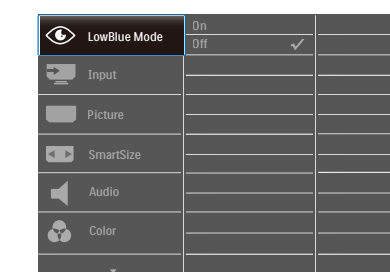 LowBlue Mode
On
Off
Input
Picture
SmartSize
Audio
Color